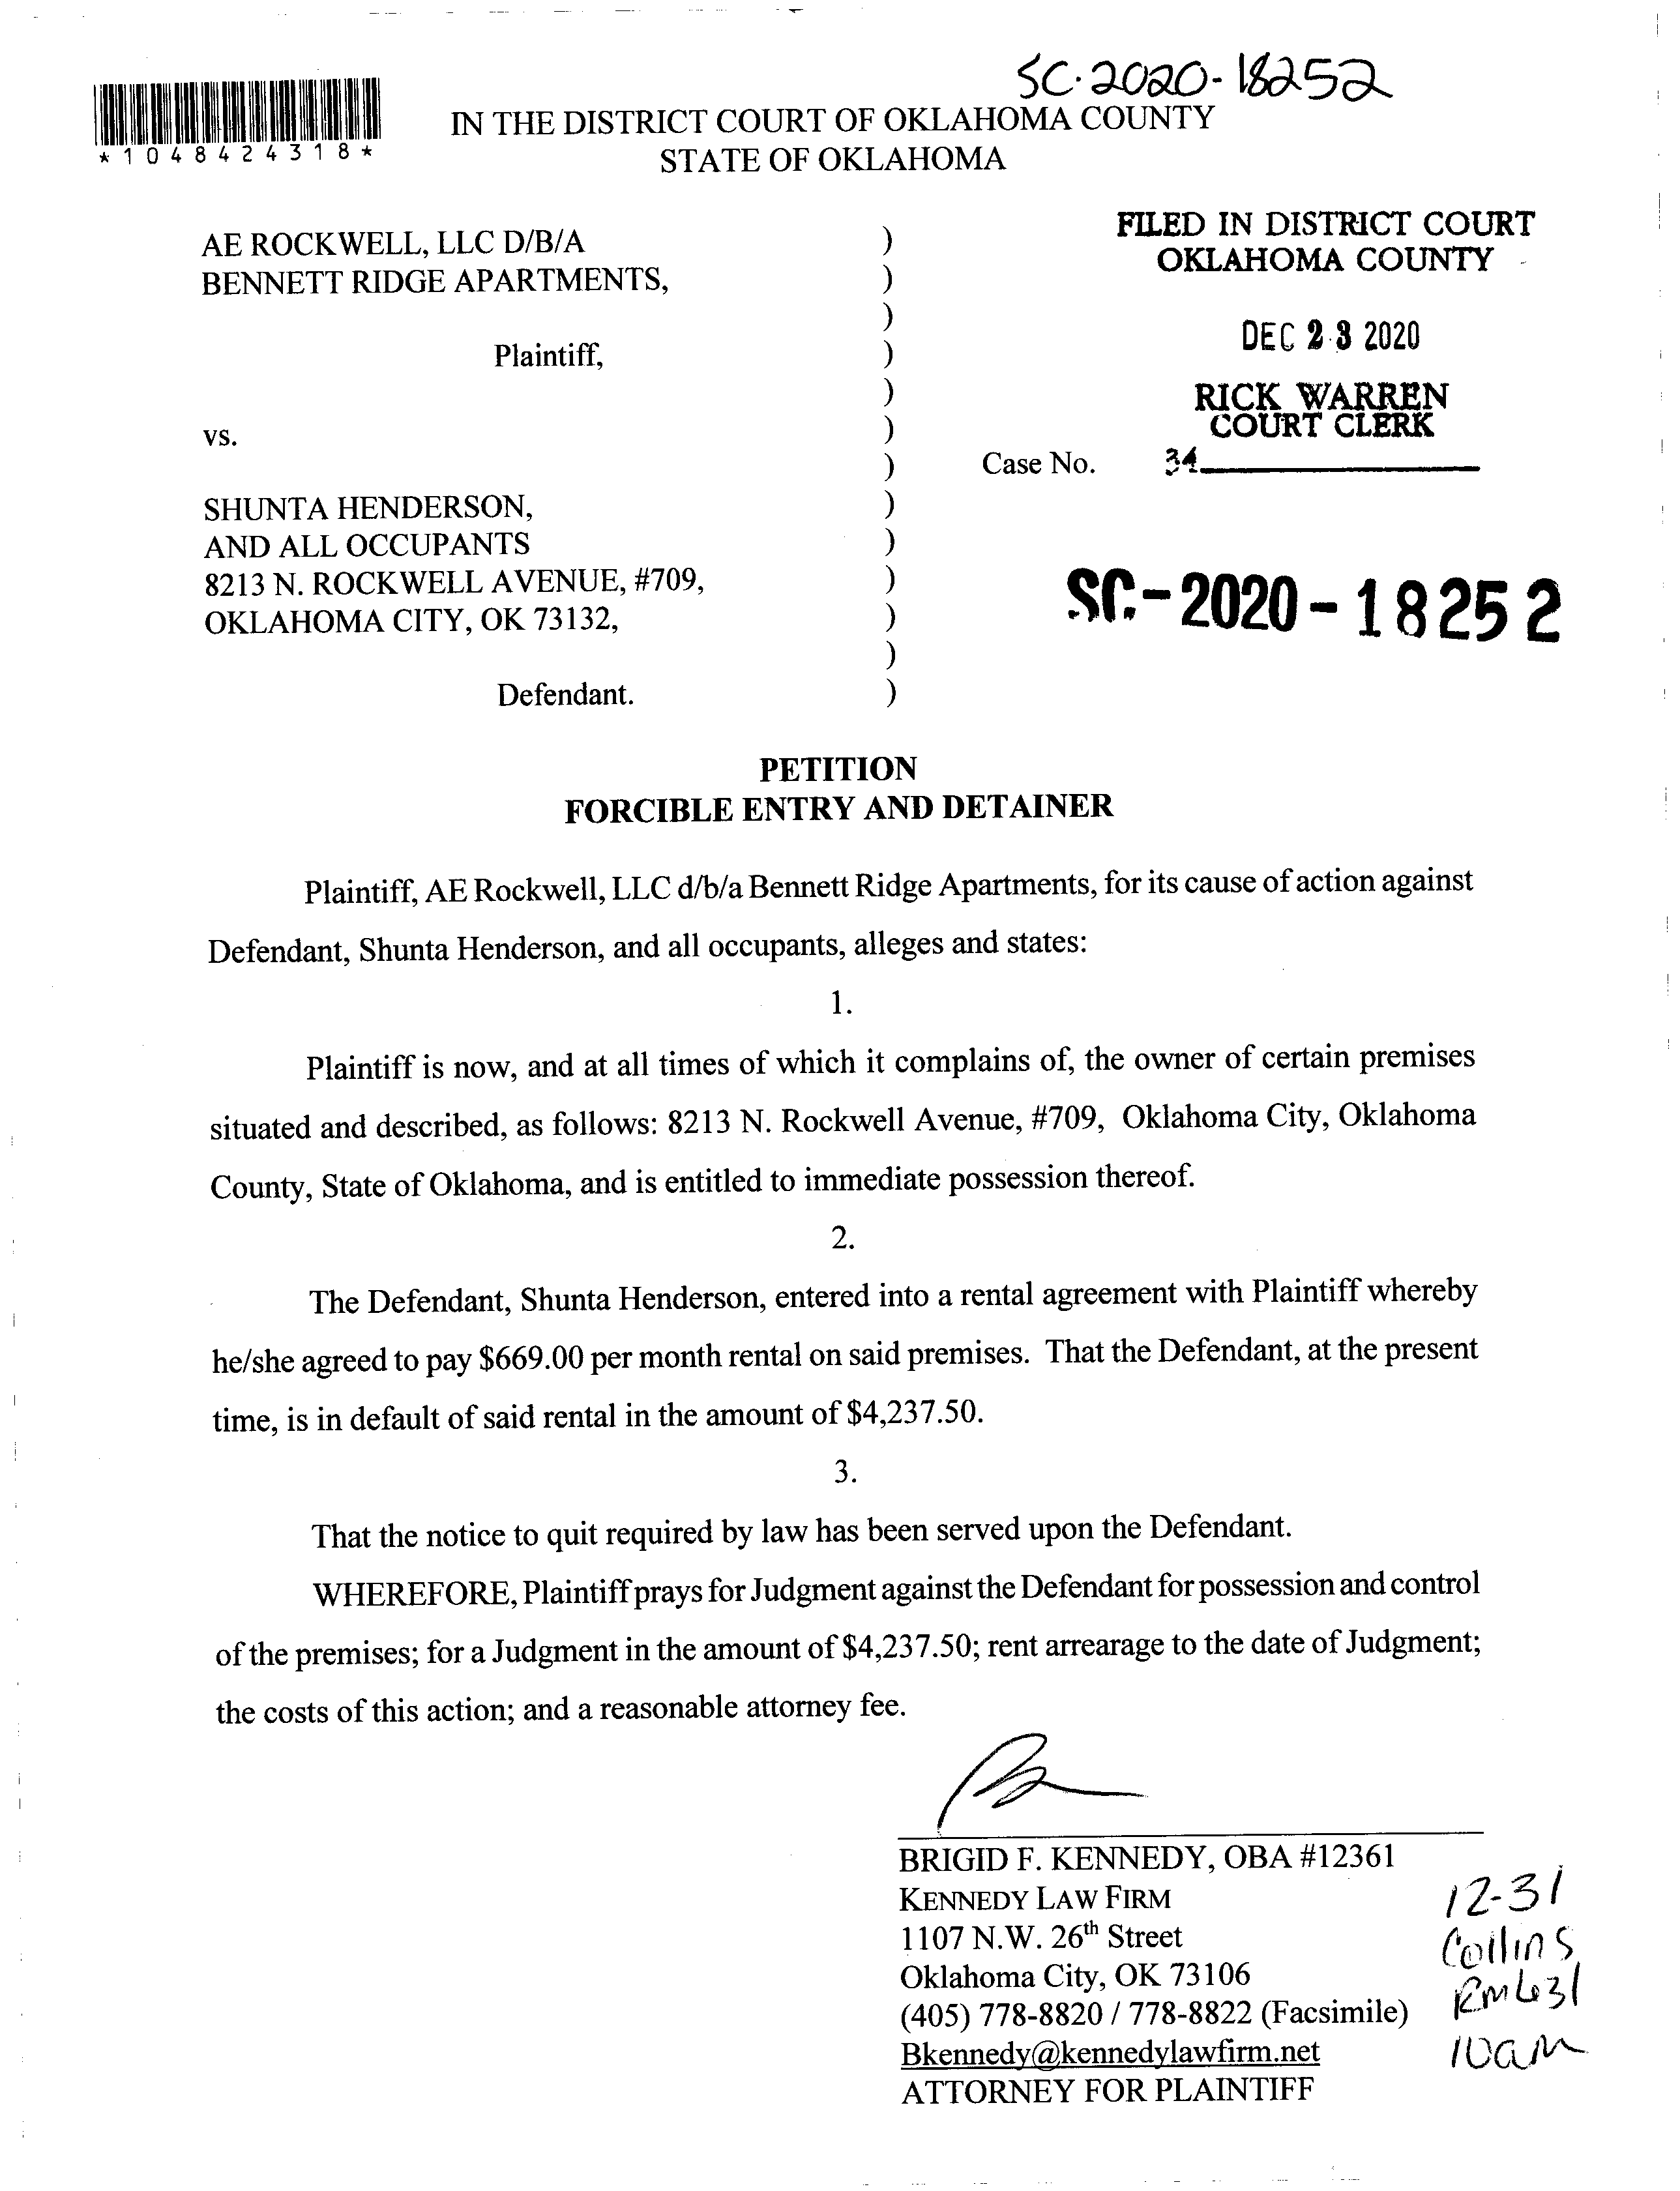 SC-2020-18252
*1048424318*
IN THE DISTRICT COURT OF OKLAHOMA COUNTY
STATE OF OKLAHOMA
AE ROCKWELL, LLC D/B/A )
BENNETT RIDGE APARTMENTS, )
)
Plaintiff, )
)
vs. )
)
SHUNTA HENDERSON, )
AND ALL OCCUPANTS )
8213 N. ROCKWELL AVENUE, #709, )
OKLAHOMA CITY, OK 73132, )
)
Defendant. )
FILED IN DISTRICT COURT
OKLAHOMA COUNTY
DEC 23 2020
RICK WARREN
COURT CLERK
Case No. 34
SC-2020-18252
PETITION
FORCIBLE ENTRY AND DETAINER
Plaintiff, AE Rockwell, LLC d/b/a Bennett Ridge Apartments, for its cause of action against
Defendant, Shunta Henderson, and all occupants, alleges and states:
1.
Plaintiff is now, and at all times of which it complains of, the owner of certain premises
situated and described, as follows: 8213 N. Rockwell Avenue, #709, Oklahoma City, Oklahoma
County, State of Oklahoma, and is entitled to immediate possession thereof.
2.
The Defendant, Shunta Henderson, entered into a rental agreement with Plaintiff whereby
he/she agreed to pay $669.00 per month rental on said premises. That the Defendant, at the present
time, is in default of said rental in the amount of $4,237.50.
3.
That the notice to quit required by law has been served upon the Defendant.
WHEREFORE, Plaintiff prays for Judgment against the Defendant for possession and control
of the premises; for a Judgment in the amount of $4,237.50; rent arrearage to the date of Judgment;
the costs of this action; and a reasonable attorney fee.
BRIGID F. KENNEDY, OBA #12361
KENNEDY LAW FIRM
1107 N.W. 26th Street
Oklahoma City, OK 73106
(405) 778-8820 / 778-8822 (Facsimile)
Bkennedy@kennedylawfirm.net
ATTORNEY FOR PLAINTIFF
12-31
Collins
Rm 631
10am